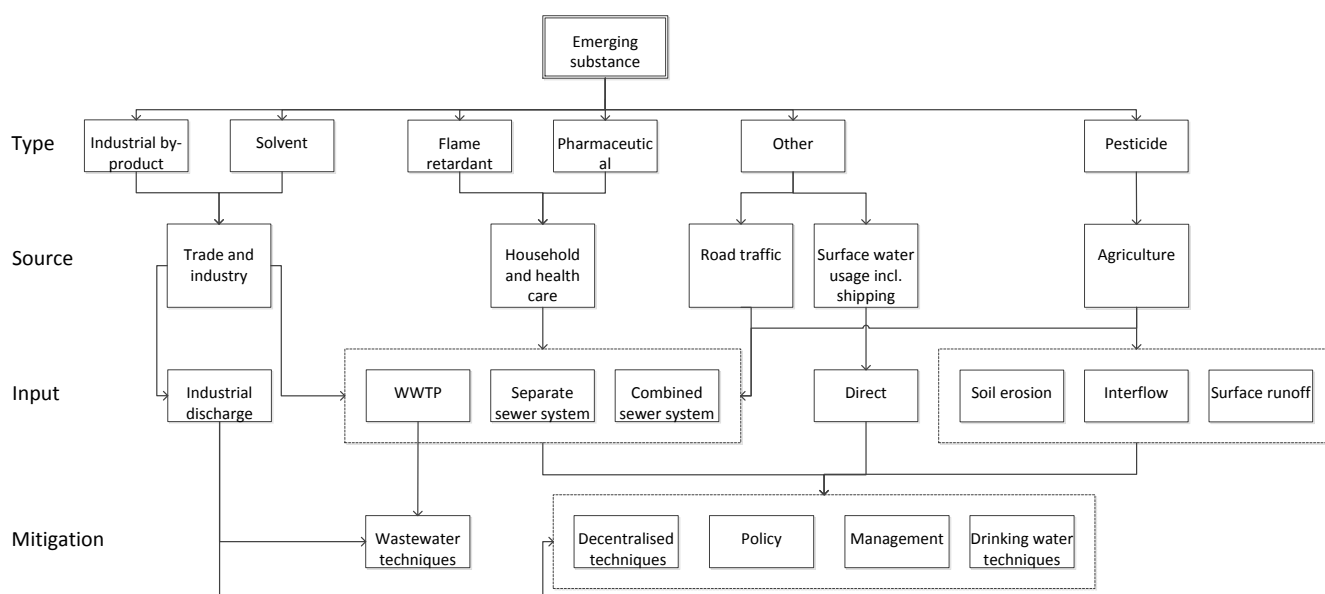 Emerging
substance
Type
Industrial by-
product
Solvent
Flame
retardant
Pharmaceutic
al
Other
Pesticide
Source
Trade and
industry
Household
and health
care
Road traffic
Surface water
usage incl.
shipping
Agriculture
Input
Industrial
discharge
WWTP
Separate
sewer system
Combined
sewer system
Direct
Soil erosion
Interflow
Surface runoff
Mitigation
Wastewater
techniques
Decentralised
techniques
Policy
Management
Drinking water
techniques